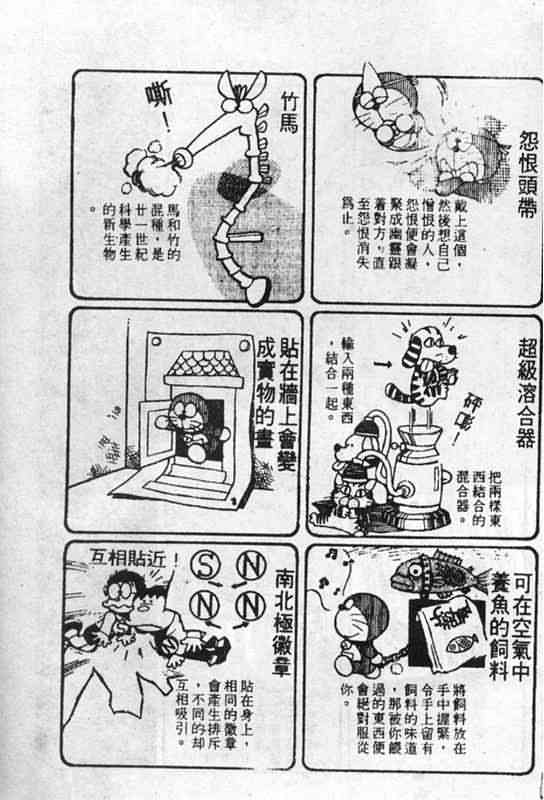 怨恨頭帶
戴上這個，
然後想自己
憎恨的人，
怨恨便會凝
聚成幽靈跟
着對方，直
至怨恨消失
爲止。
竹馬
嘶！
馬和竹的
混種，是
廿一世紀
科學產生
的新生物
。
超級溶合器
輸入兩種東西
，結合一起。
砰嘭！
把兩樣東
西結合的
混合器。
貼在牆上會變
成實物的畫
可在空氣中
養魚的飼料
將飼料放在
手中握緊，
令手上留有
飼料的味道
，那被你餵
過的東西便
會絕對服從
你。
南北極徽章
互相貼近！
S N
N N
貼在身上，
相同的徽章
會產生排斥
，不同的却
互相吸引。